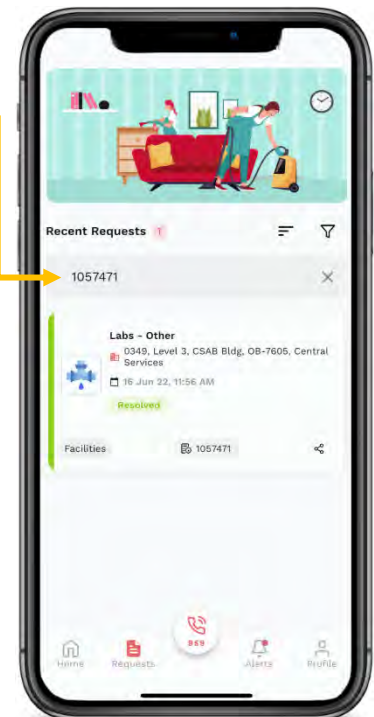 Recent Requests 1
1057471
Labs - Other
0349, Level 3, CSAB Bldg, OB-7605, Central
Services
16 Jun 22, 11:56 AM
Resolved
Facilities 1057471
959
Home Requests Alerts Profile